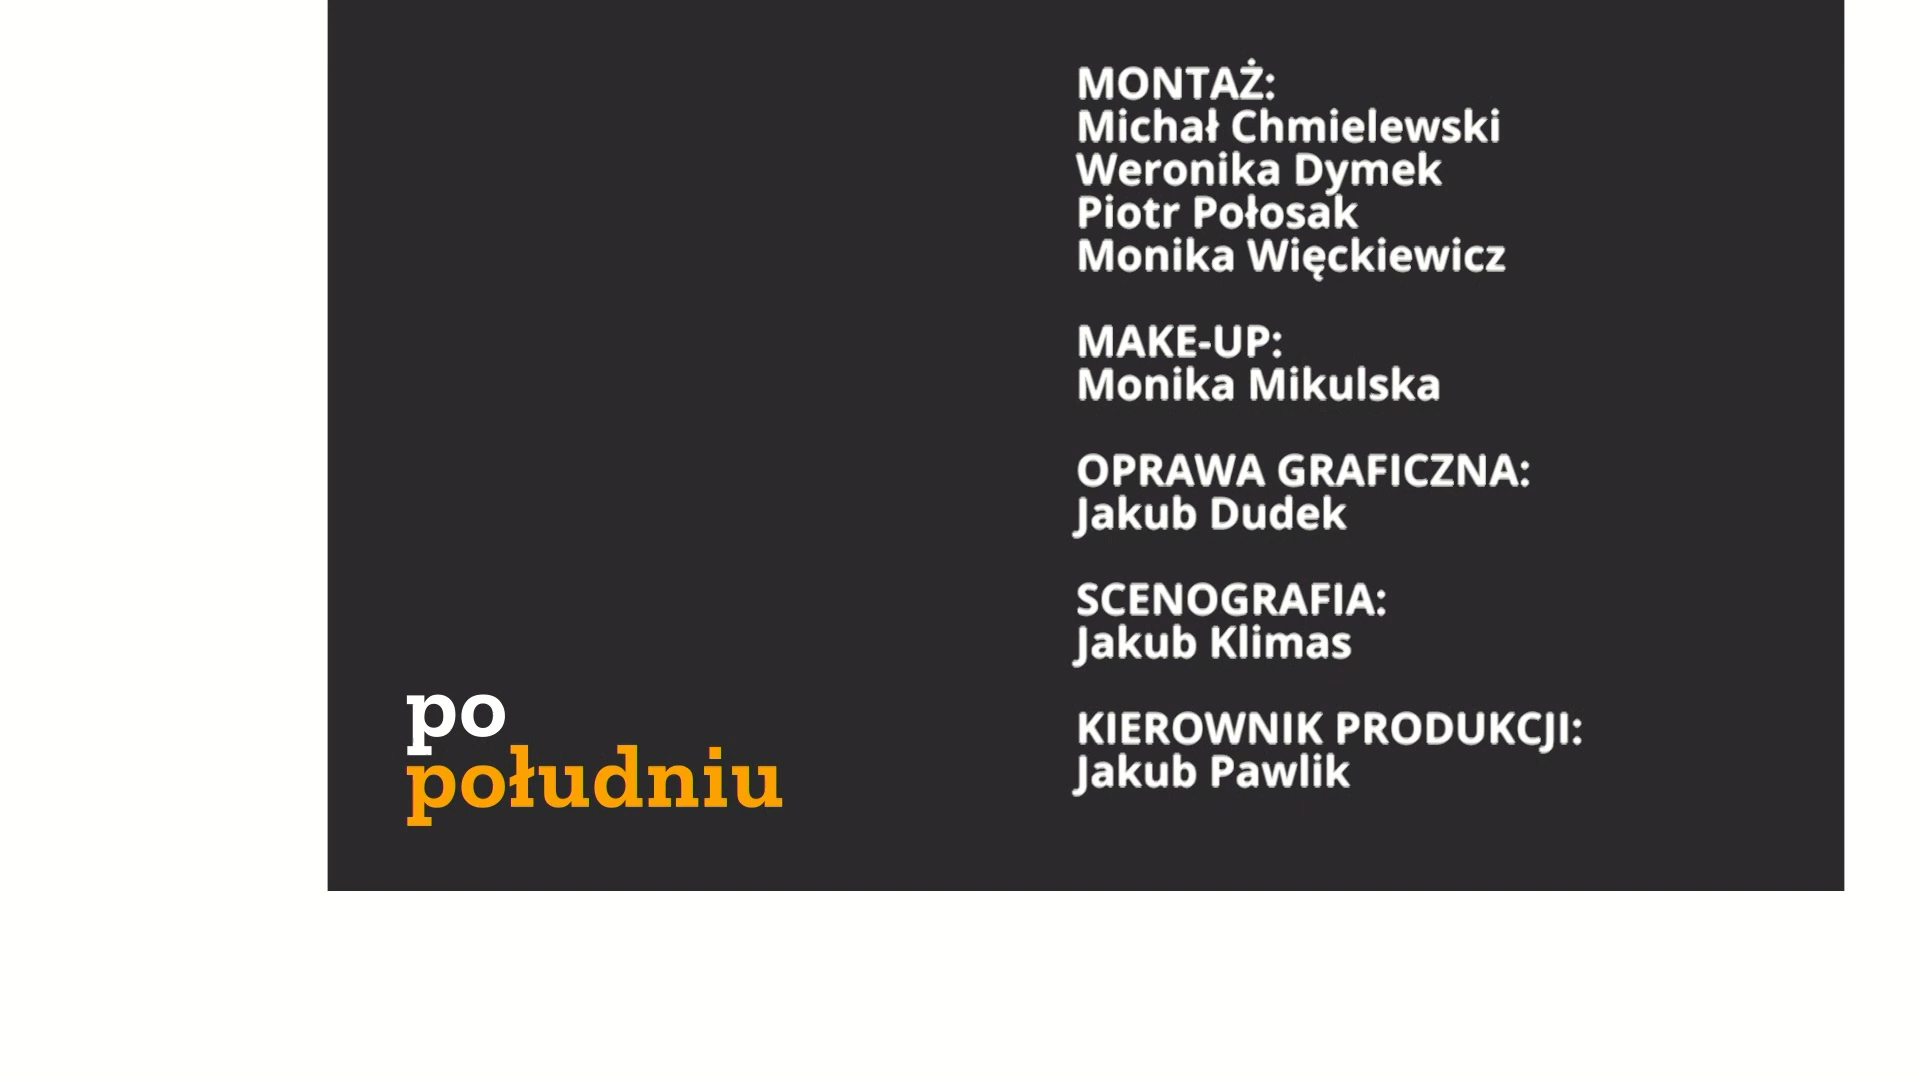 MONTAŻ:
Michał Chmielewski
Weronika Dymek
Piotr Połosak
Monika Więckiewicz
MAKE-UP:
Monika Mikulska
OPRAWA GRAFICZNA:
Jakub Dudek
SCENOGRAFIA:
Jakub Klimas
KIEROWNIK PRODUKCJI:
Jakub Pawlik
po
południu